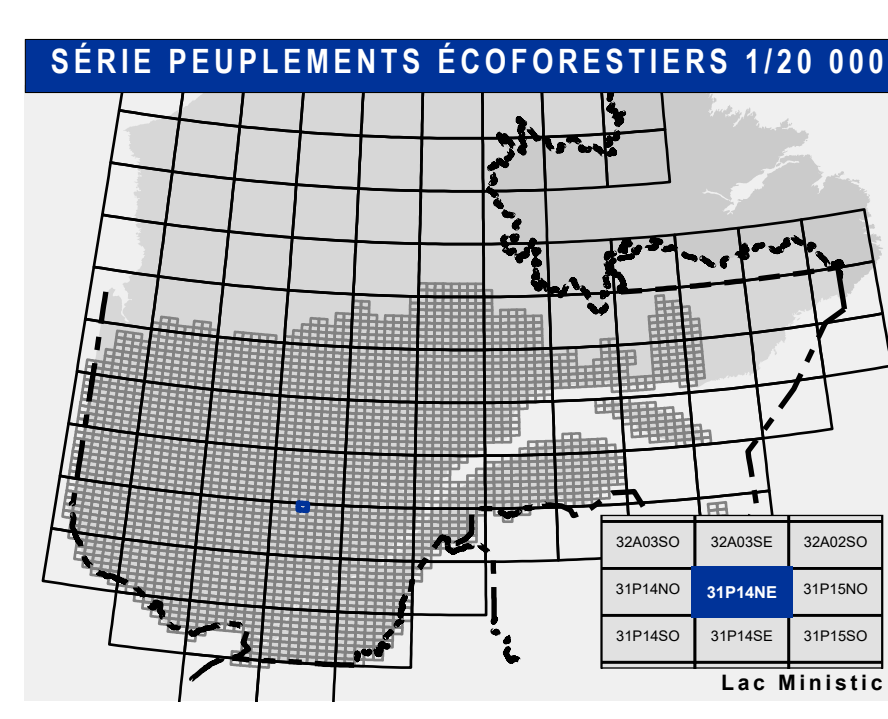 SÉRIE PEUPLEMENTS ÉCOFORESTIERS 1/20 000
32A03SO 32A03SE 32A02SO
31P14NO 31P14NE 31P15NO
31P14SO 31P14SE 31P15SO
Lac Ministic